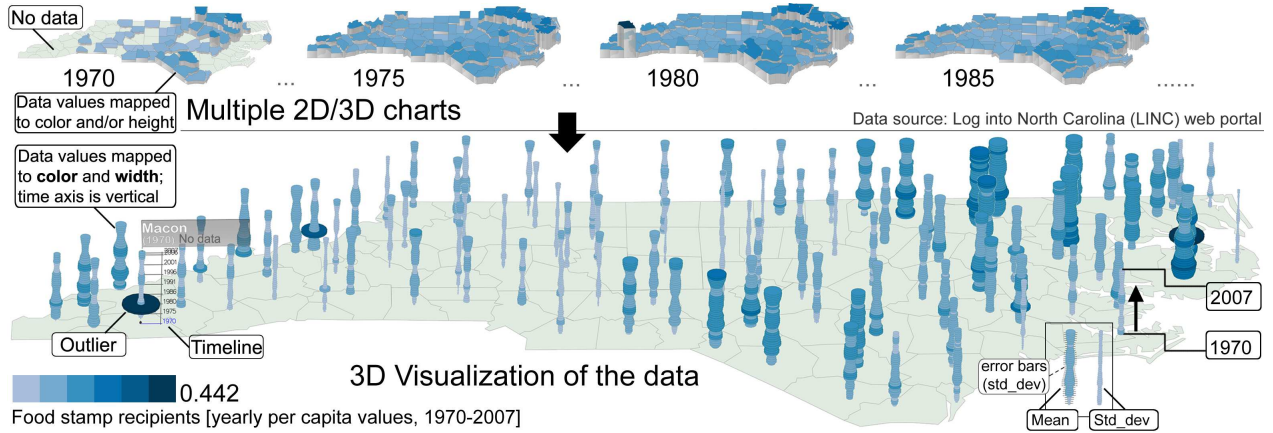 No data
1970
...
1975
...
1980
...
1985
......
Data values mapped
to color and/or height
Multiple 2D/3D charts
Data source: Log into North Carolina (LINC) web portal
Data values mapped
to color and width;
time axis is vertical
Macon
(1970) No data
2006
2001
1996
1991
1986
1980
1975
1970
Outlier
Timeline
2007
1970
error bars
(std_dev)
Mean
Std_dev
3D Visualization of the data
0.442
Food stamp recipients [yearly per capita values, 1970-2007]